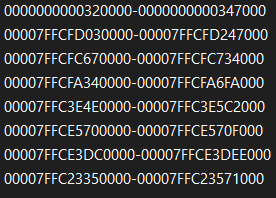 0000000000320000-0000000000347000
00007FFCFD030000-00007FFCFD247000
00007FFCFC670000-00007FFCFC734000
00007FFCFA340000-00007FFCFA6FA000
00007FFC3E4E0000-00007FFC3E5C2000
00007FFCE5700000-00007FFCE570F000
00007FFCE3DC0000-00007FFCE3DEE000
00007FFC23350000-00007FFC23571000